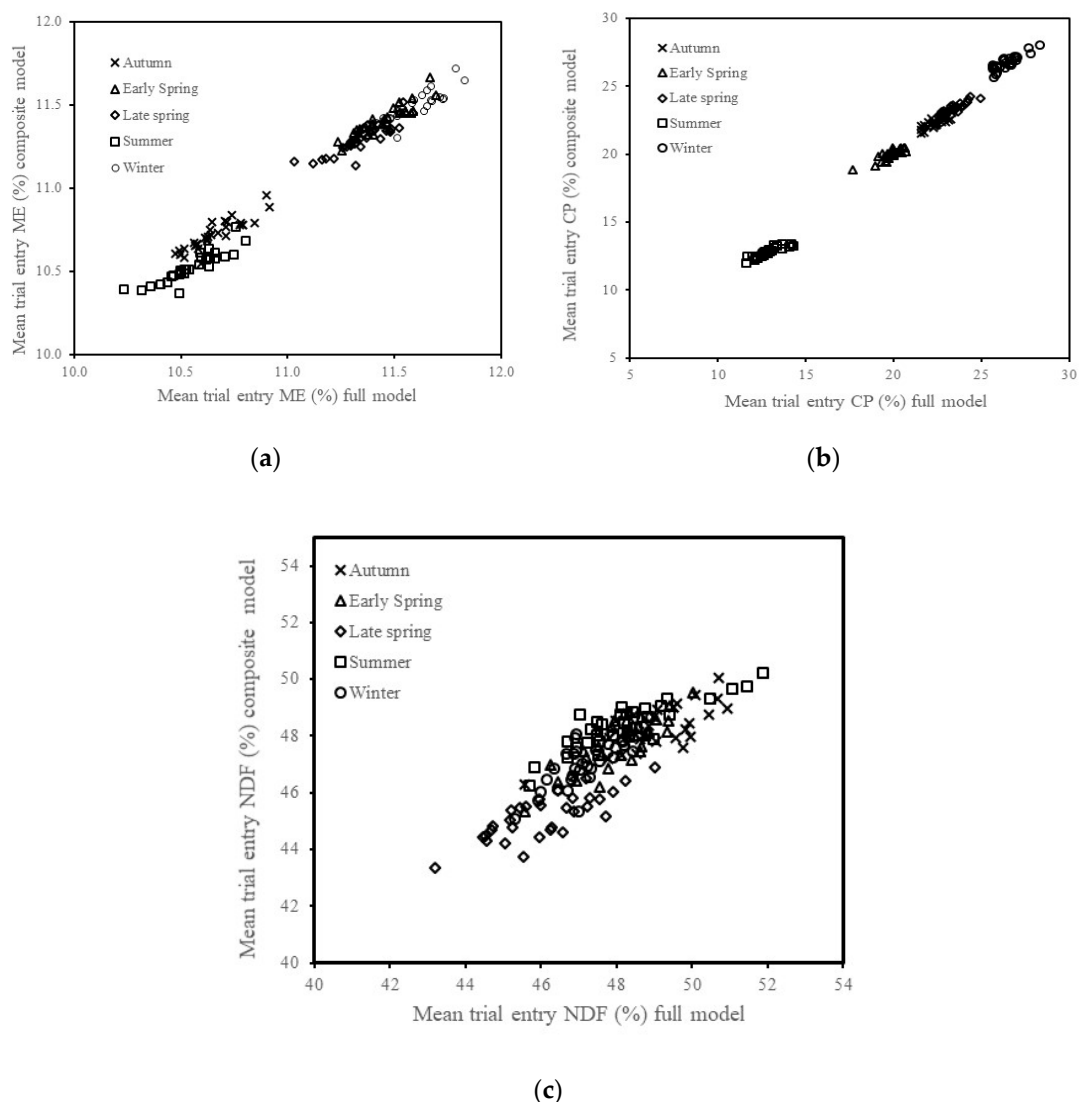 12.0
11.5
11.0
10.5
10.0
Mean trial entry ME (%) composite model
Autumn
Early Spring
Late spring
Summer
Winter
10.0 10.5 11.0 11.5 12.0
Mean trial entry ME (%) full model
(a)
30
25
20
15
10
5
Mean trial entry CP (%) composite model
Autumn
Early Spring
Late spring
Summer
Winter
5 10 15 20 25 30
Mean trial entry CP (%) full model
(b)
54
52
50
48
46
44
42
40
Mean trial entry NDF (%) composite model
Autumn
Early Spring
Late spring
Summer
Winter
40 42 44 46 48 50 52 54
Mean trial entry NDF (%) full model
(c)